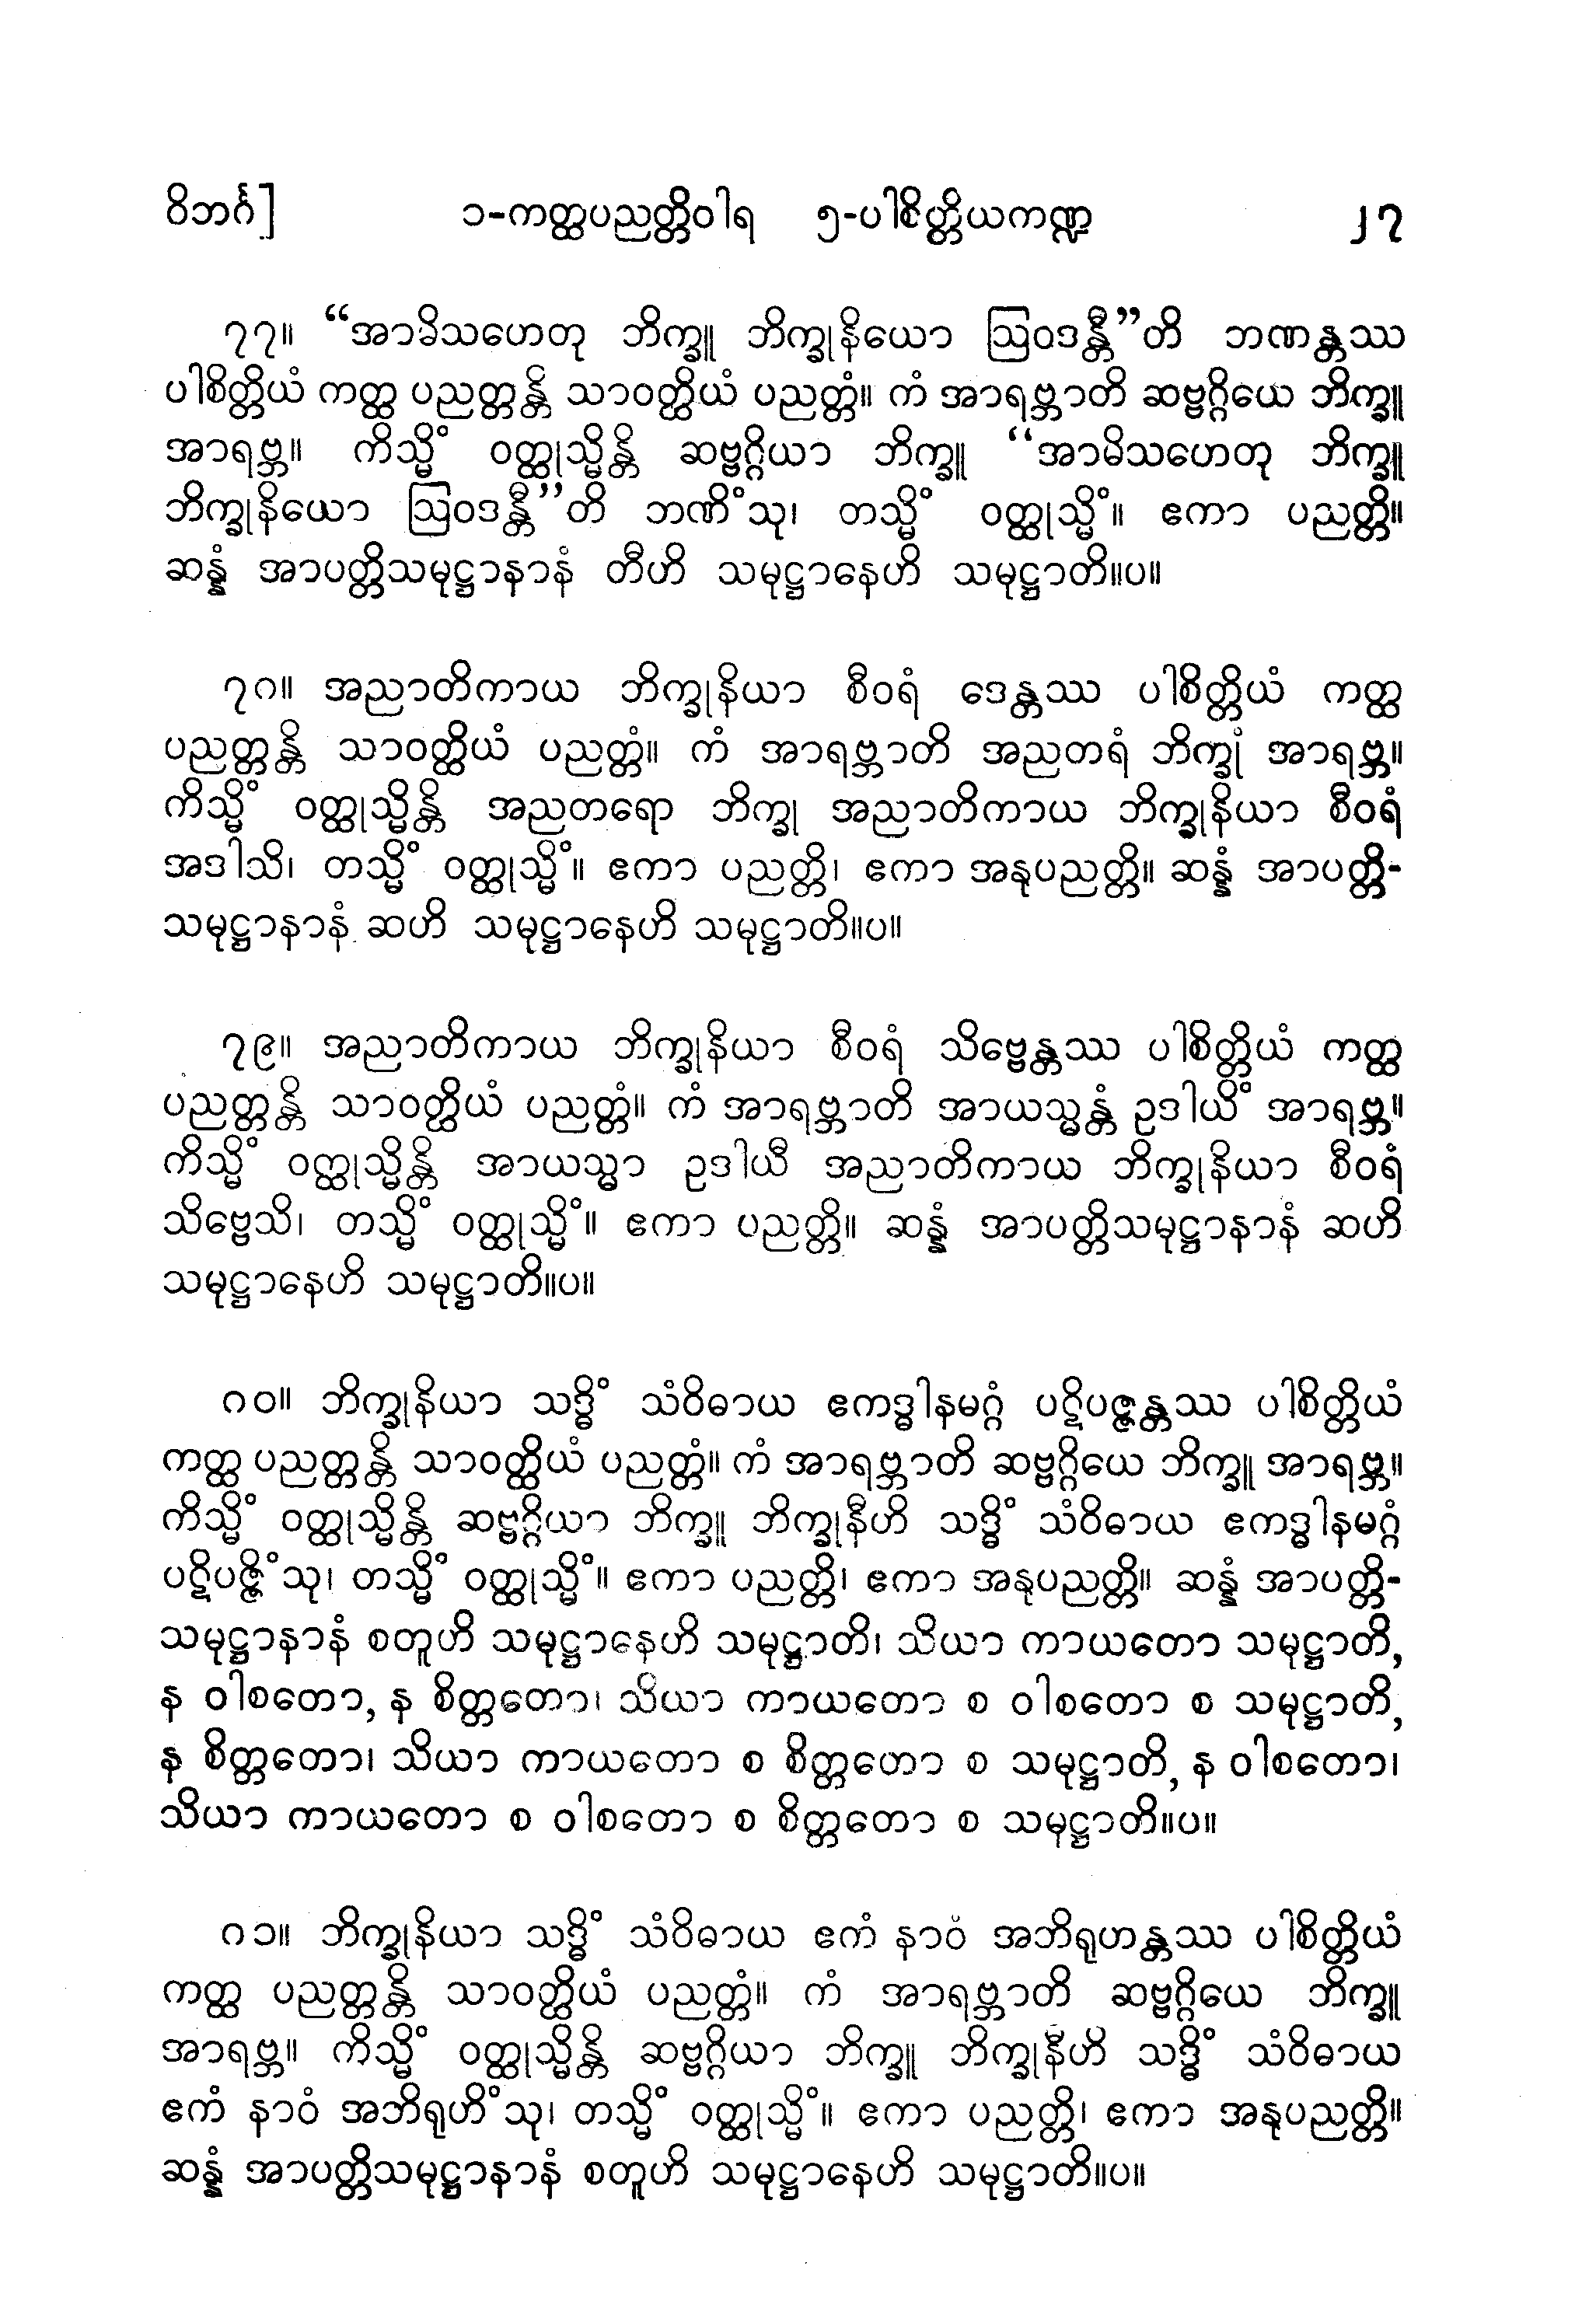 ဝိဘင်္ဂ] ၁-ကတ္ထပညတ္တိဝါရ ၅-ပါစိတ္တိယကဏ္ဍ ၂၇
၇၇။ “အာမိသဟေတု ဘိက္ခူ ဘိက္ခုနိယော ဩဝဒန္တီ”တိ ဘဏန္တဿ
ပါစိတ္တိယံ ကတ္ထ ပညတ္တန္တိ သာဝတ္ထိယံ ပညတ္တံ။ ကံ အာရဗ္ဘာတိ ဆဗ္ဗဂ္ဂိယေ ဘိက္ခူ
အာရဗ္ဘ။ ကိသ္မိံ ဝတ္ထုသ္မိန္တိ ဆဗ္ဗဂ္ဂိယာ ဘိက္ခူ “အာမိသဟေတု ဘိက္ခူ
ဘိက္ခုနိယော ဩဝဒန္တီ”တိ ဘဏိံသု၊ တသ္မိံ ဝတ္ထုသ္မိံ။ ဧကာ ပညတ္တိ။
ဆန္နံ အာပတ္တိသမုဋ္ဌာနာနံ တီဟိ သမုဋ္ဌာနေဟိ သမုဋ္ဌာတိ။ပ။
၇၈။ အညာတိကာယ ဘိက္ခုနိယာ စီဝရံ ဒေန္တဿ ပါစိတ္တိယံ ကတ္ထ
ပညတ္တန္တိ သာဝတ္ထိယံ ပညတ္တံ။ ကံ အာရဗ္ဘာတိ အညတရံ ဘိက္ခုံ အာရဗ္ဘ။
ကိသ္မိံ ဝတ္ထုသ္မိန္တိ အညတရော ဘိက္ခု အညာတိကာယ ဘိက္ခုနိယာ စီဝရံ
အဒါသိ၊ တသ္မိံ ဝတ္ထုသ္မိံ။ ဧကာ ပညတ္တိ၊ ဧကာ အနုပညတ္တိ။ ဆန္နံ အာပတ္တိ-
သမုဋ္ဌာနာနံ ဆဟိ သမုဋ္ဌာနေဟိ သမုဋ္ဌာတိ။ပ။
၇၉။ အညာတိကာယ ဘိက္ခုနိယာ စီဝရံ သိဗ္ဗေန္တဿ ပါစိတ္တိယံ ကတ္ထ
ပညတ္တန္တိ သာဝတ္ထိယံ ပညတ္တံ။ ကံ အာရဗ္ဘာတိ အာယသ္မန္တံ ဥဒါယိံ အာရဗ္ဘ။
ကိသ္မိံ ဝတ္ထုသ္မိန္တိ အာယသ္မာ ဥဒါယီ အညာတိကာယ ဘိက္ခုနိယာ စီဝရံ
သိဗ္ဗေသိ၊ တသ္မိံ ဝတ္ထုသ္မိံ။ ဧကာ ပညတ္တိ။ ဆန္နံ အာပတ္တိသမုဋ္ဌာနာနံ ဆဟိ
သမုဋ္ဌာနေဟိ သမုဋ္ဌာတိ။ပ။
၈၀။ ဘိက္ခုနိယာ သဒ္ဓိံ သံဝိဓာယ ဧကဒ္ဓါနမဂ္ဂံ ပဋိပဇ္ဇန္တဿ ပါစိတ္တိယံ
ကတ္ထ ပညတ္တန္တိ သာဝတ္ထိယံ ပညတ္တံ။ ကံ အာရဗ္ဘာတိ ဆဗ္ဗဂ္ဂိယေ ဘိက္ခူ အာရဗ္ဘ။
ကိသ္မိံ ဝတ္ထုသ္မိန္တိ ဆဗ္ဗဂ္ဂိယာ ဘိက္ခူ ဘိက္ခုနီဟိ သဒ္ဓိံ သံဝိဓာယ ဧကဒ္ဓါနမဂ္ဂံ
ပဋိပဇ္ဇိံသု၊ တသ္မိံ ဝတ္ထုသ္မိံ။ ဧကာ ပညတ္တိ၊ ဧကာ အနုပညတ္တိ။ ဆန္နံ အာပတ္တိ-
သမုဋ္ဌာနာနံ စတူဟိ သမုဋ္ဌာနေဟိ သမုဋ္ဌာတိ၊ သိယာ ကာယတော သမုဋ္ဌာတိ,
န ဝါစတော, န စိတ္တတော၊ သိယာ ကာယတော စ ဝါစတော စ သမုဋ္ဌာတိ,
န စိတ္တတော၊ သိယာ ကာယတော စ စိတ္တတော စ သမုဋ္ဌာတိ, န ဝါစတော၊
သိယာ ကာယတော စ ဝါစတော စ စိတ္တတော စ သမုဋ္ဌာတိ။ပ။
၈၁။ ဘိက္ခုနိယာ သဒ္ဓိံ သံဝိဓာယ ဧကံ နာဝံ အဘိရုဟန္တဿ ပါစိတ္တိယံ
ကတ္ထ ပညတ္တန္တိ သာဝတ္ထိယံ ပညတ္တံ။ ကံ အာရဗ္ဘာတိ ဆဗ္ဗဂ္ဂိယေ ဘိက္ခူ
အာရဗ္ဘ။ ကိသ္မိံ ဝတ္ထုသ္မိန္တိ ဆဗ္ဗဂ္ဂိယာ ဘိက္ခူ ဘိက္ခုနီဟိ သဒ္ဓိံ သံဝိဓာယ
ဧကံ နာဝံ အဘိရုဟိံသု၊ တသ္မိံ ဝတ္ထုသ္မိံ။ ဧကာ ပညတ္တိ၊ ဧကာ အနုပညတ္တိ။
ဆန္နံ အာပတ္တိသမုဋ္ဌာနာနံ စတူဟိ သမုဋ္ဌာနေဟိ သမုဋ္ဌာတိ။ပ။